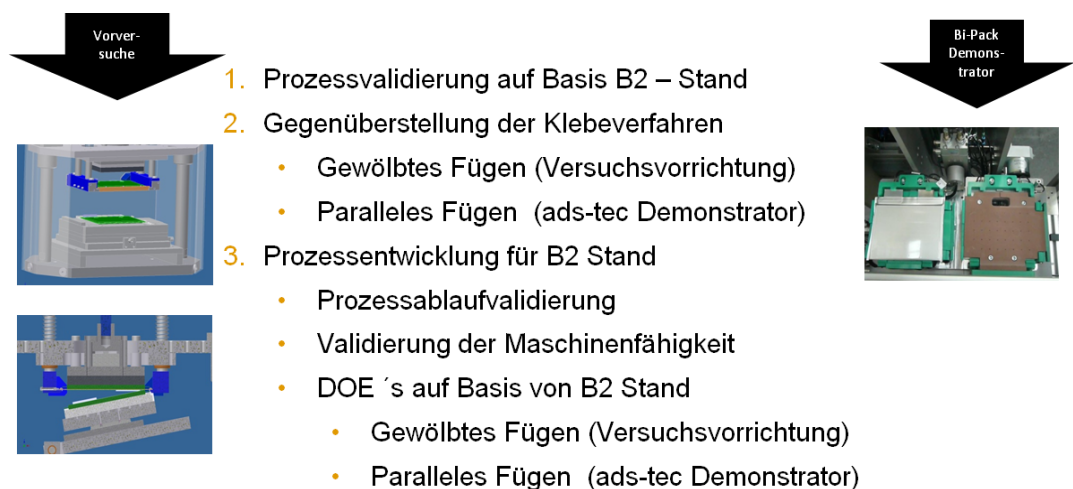 Vorver-
suche
Bi-Pack
Demons-
trator
1. Prozessvalidierung auf Basis B2 – Stand
2. Gegenüberstellung der Klebeverfahren
• Gewölbtes Fügen (Versuchsvorrichtung)
• Paralleles Fügen (ads-tec Demonstrator)
3. Prozessentwicklung für B2 Stand
• Prozessablaufvalidierung
• Validierung der Maschinenfähigkeit
• DOE ´s auf Basis von B2 Stand
• Gewölbtes Fügen (Versuchsvorrichtung)
• Paralleles Fügen (ads-tec Demonstrator)